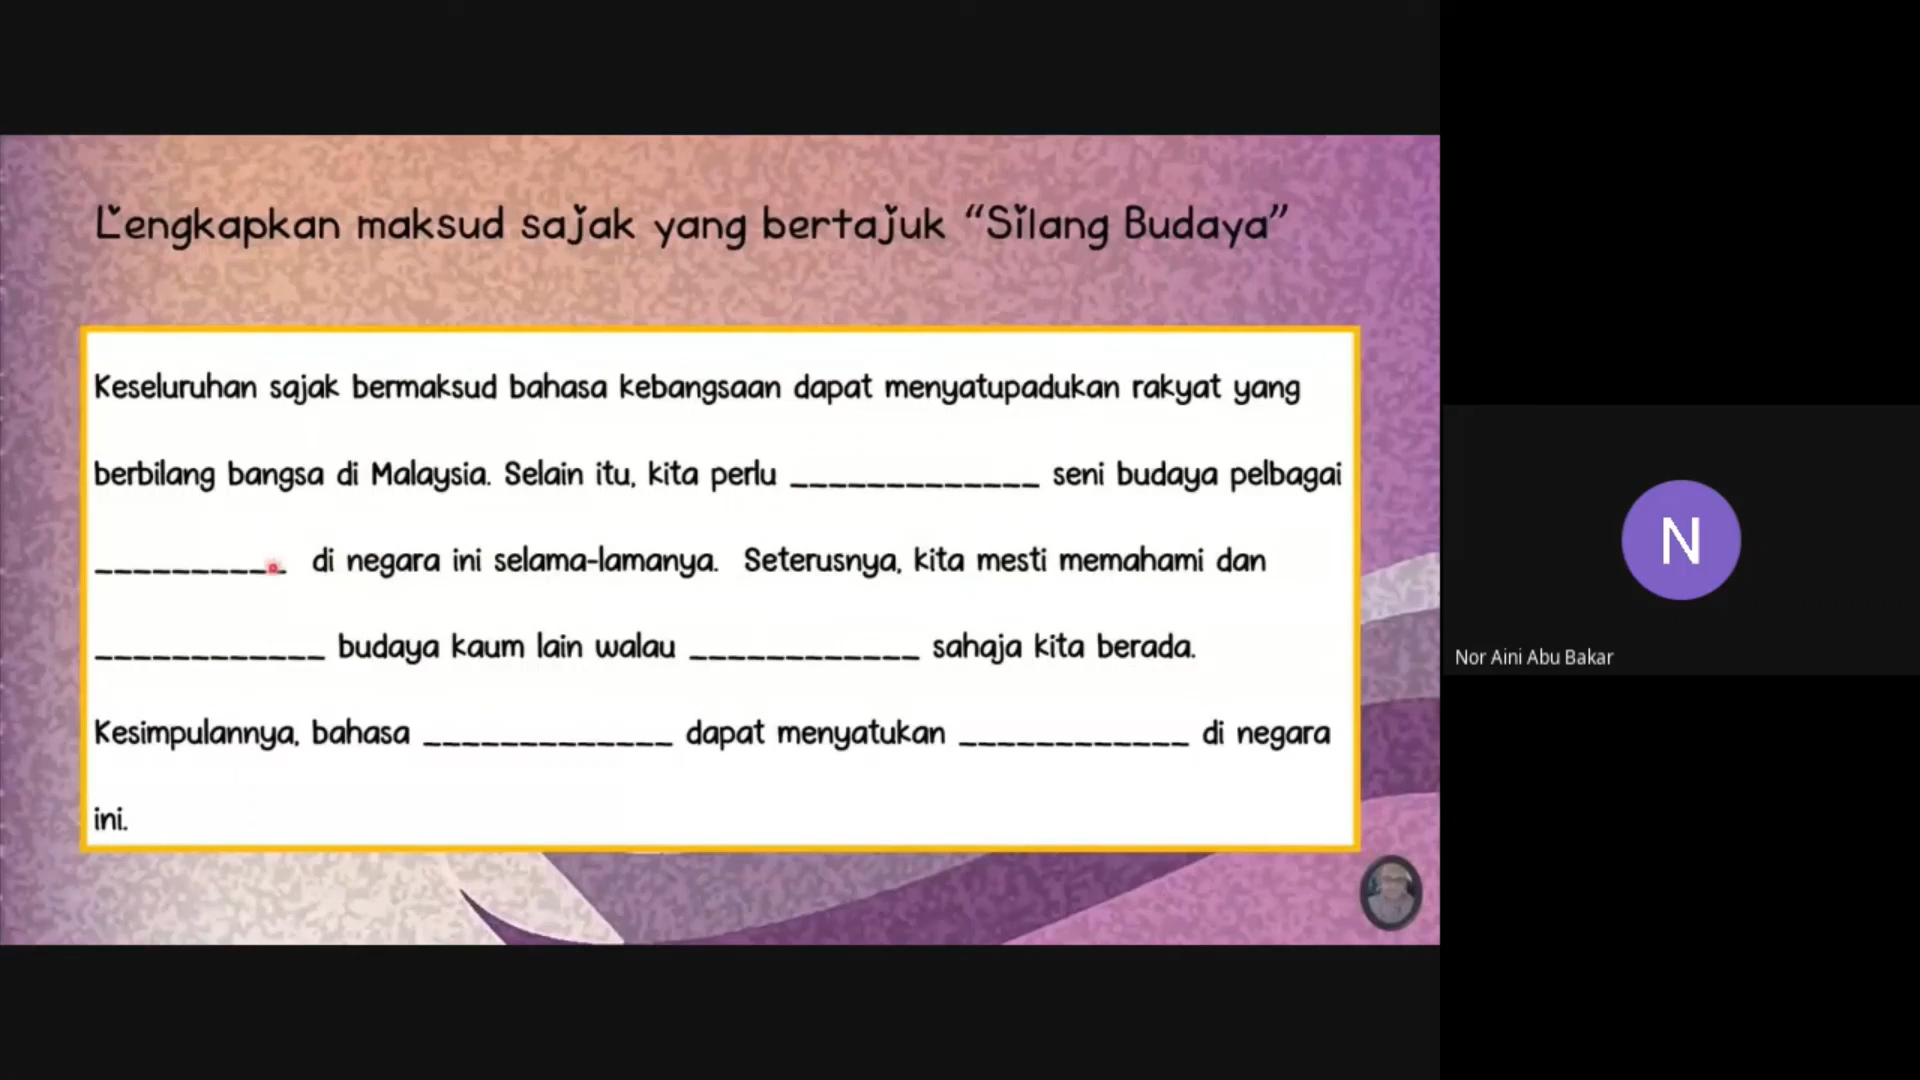 Lengkapkan maksud sajak yang bertajuk “Silang Budaya”
Keseluruhan sajak bermaksud bahasa kebangsaan dapat menyatupadukan rakyat yang
berbilang bangsa di Malaysia. Selain itu, kita perlu _____________ seni budaya pelbagai
__________ di negara ini selama-lamanya. Seterusnya, kita mesti memahami dan
____________ budaya kaum lain walau ____________ sahaja kita berada.
Kesimpulannya, bahasa _____________ dapat menyatukan ____________ di negara
ini.
N
Nor Aini Abu Bakar